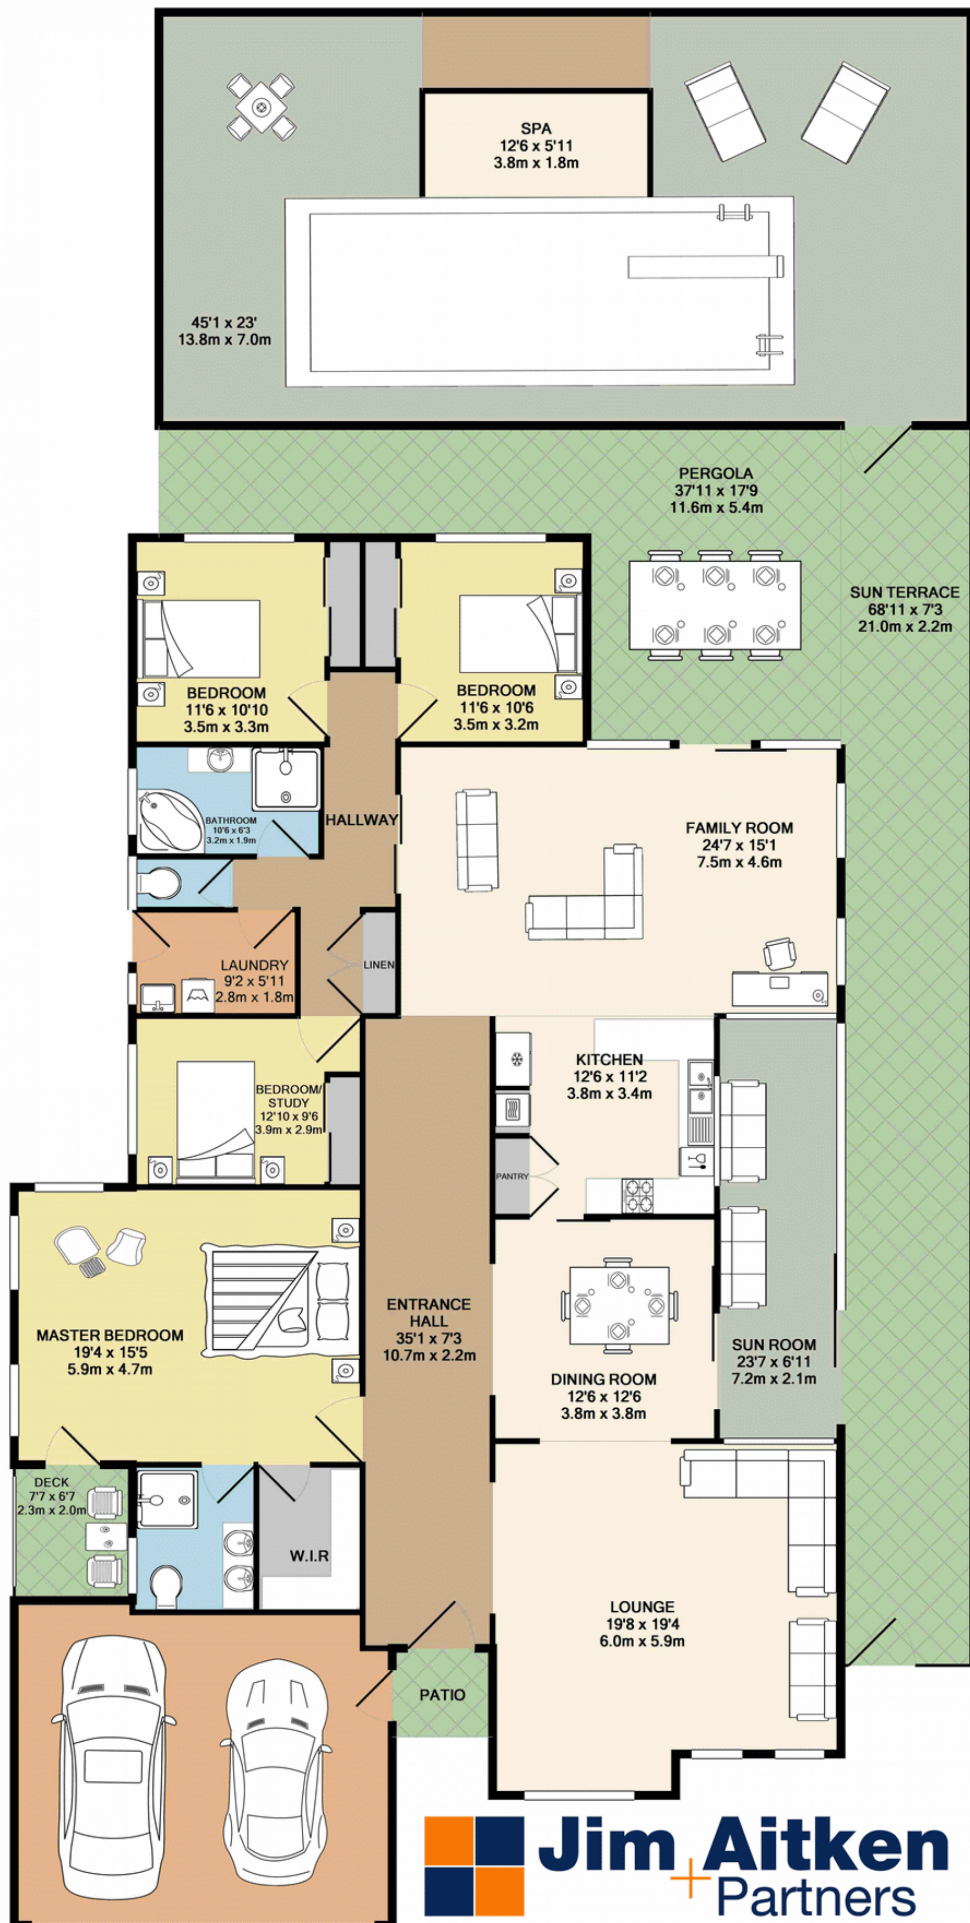 SPA
12'6 x 5'11
3.8m x 1.8m
45'1 x 23'
13.8m x 7.0m
PERGOLA
37'11 x 17'9
11.6m x 5.4m
SUN TERRACE
68'11 x 7'3
21.0m x 2.2m
BEDROOM
11'6 x 10'10
3.5m x 3.3m
BEDROOM
11'6 x 10'6
3.5m x 3.2m
BATHROOM
10'6 x 6'3
3.2m x 1.9m
HALLWAY
FAMILY ROOM
24'7 x 15'1
7.5m x 4.6m
LAUNDRY
9'2 x 5'11
2.8m x 1.8m
LINEN
KITCHEN
12'6 x 11'2
3.8m x 3.4m
BEDROOM/
STUDY
12'10 x 9'6
3.9m x 2.9m
PANTRY
ENTRANCE
HALL
35'1 x 7'3
10.7m x 2.2m
MASTER BEDROOM
19'4 x 15'5
5.9m x 4.7m
SUN ROOM
23'7 x 6'11
7.2m x 2.1m
DINING ROOM
12'6 x 12'6
3.8m x 3.8m
DECK
7'7 x 6'7
2.3m x 2.0m
W.I.R
LOUNGE
19'8 x 19'4
6.0m x 5.9m
PATIO
Jim Aitken
+ Partners